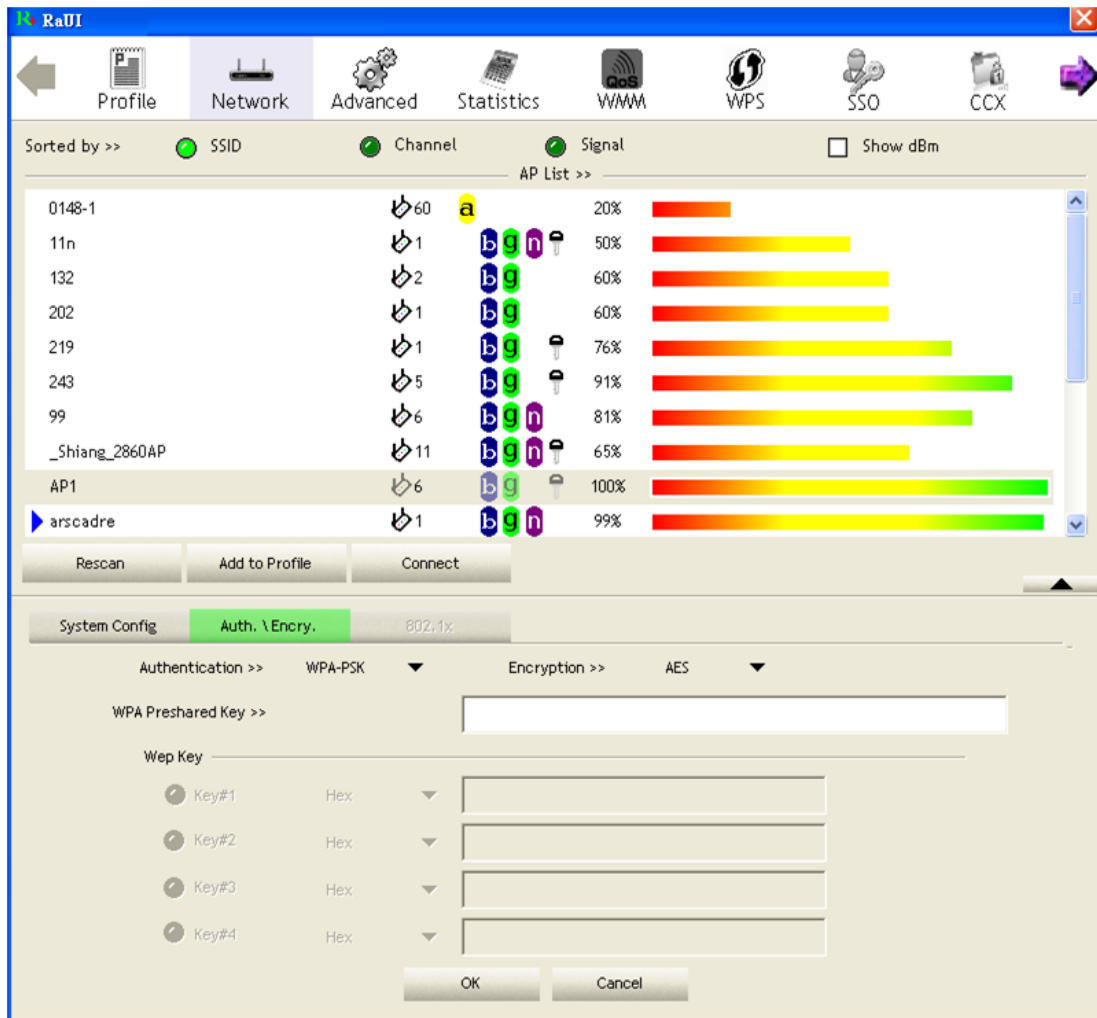 RaUI
Profile Network Advanced Statistics QoS WMM WPS SSO CCX
Sorted by >> SSID Channel Signal Show dBm
AP List >>
0148-1 60 a 20%
11n 1 b g n 50%
132 2 b g 60%
202 1 b g 60%
219 1 b g 76%
243 5 b g 91%
99 6 b g n 81%
_Shiang_2860AP 11 b g n 65%
AP1 6 b g 100%
arscadre 1 b g n 99%
Rescan Add to Profile Connect
System Config Auth. \ Encry. 802.1x
Authentication >> WPA-PSK Encryption >> AES
WPA Preshared Key >>
Wep Key
Key#1 Hex
Key#2 Hex
Key#3 Hex
Key#4 Hex
OK Cancel